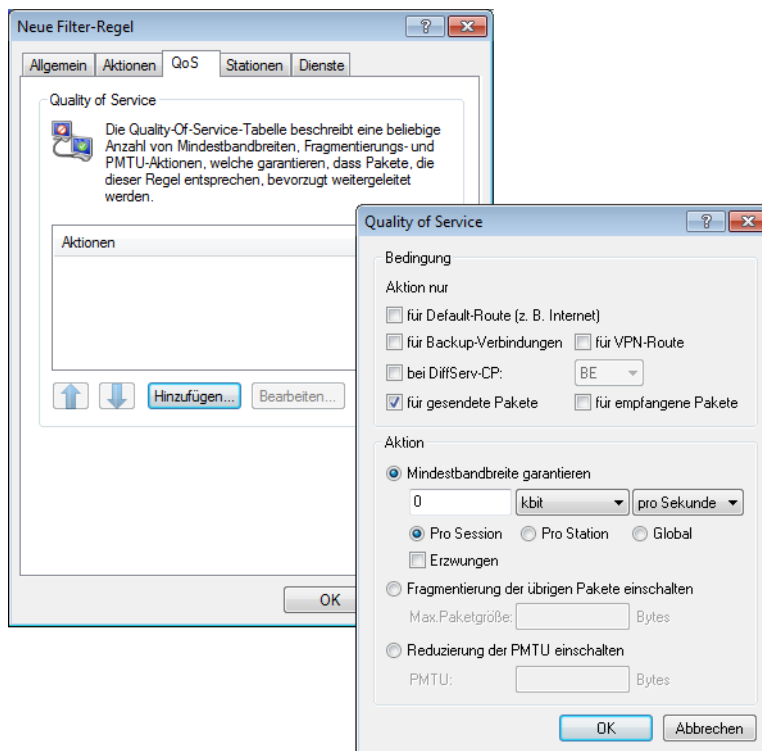 Neue Filter-Regel
Allgemein Aktionen QoS Stationen Dienste
Quality of Service
Die Quality-Of-Service-Tabelle beschreibt eine beliebige
Anzahl von Mindestbandbreiten, Fragmentierungs- und
PMTU-Aktionen, welche garantieren, dass Pakete, die
dieser Regel entsprechen, bevorzugt weitergeleitet
werden.
Aktionen
Hinzufügen... Bearbeiten...
OK
Quality of Service
Bedingung
Aktion nur
für Default-Route (z. B. Internet)
für Backup-Verbindungen für VPN-Route
bei DiffServ-CP: BE
für gesendete Pakete für empfangene Pakete
Aktion
Mindestbandbreite garantieren
0 kbit pro Sekunde
Pro Session Pro Station Global
Erzwungen
Fragmentierung der übrigen Pakete einschalten
Max.Paketgröße: Bytes
Reduzierung der PMTU einschalten
PMTU: Bytes
OK Abbrechen